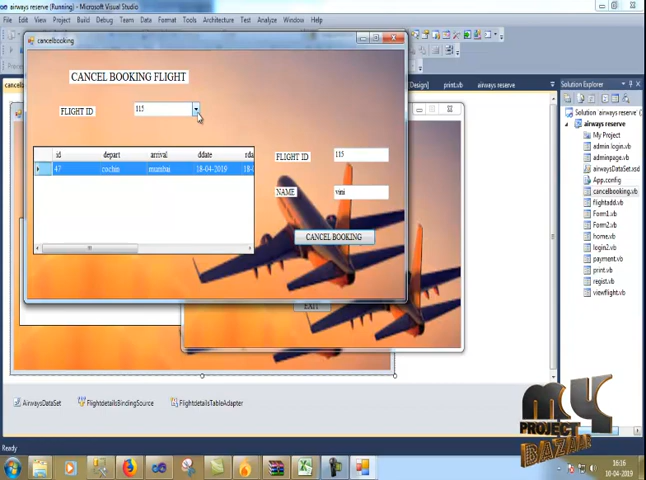 airways reserve (Running) - Microsoft Visual Studio
File Edit View Project Build Debug Team Data Format Tools Architecture Test Analyze Window Help
print.vb airways reserve
cancelbooking
CANCEL BOOKING FLIGHT
FLIGHT ID 115
id depart arrival ddate
47 cochin mumbai 18-04-2019
FLIGHT ID 115
NAME vini
CANCEL BOOKING
EXIT
Solution Explorer
Solution 'airways reserve'
airways reserve
My Project
admin login.vb
adminpage.vb
airwaysDataSet.xsd
App.config
cancelbooking.vb
flightadd.vb
Form1.vb
Form2.vb
home.vb
login2.vb
payment.vb
print.vb
regist.vb
viewflight.vb
AirwaysDataSet FlightdetailsBindingSource FlightdetailsTableAdapter
Ready
MY
PROJECT
BAZAAR
16:16
10-04-2019